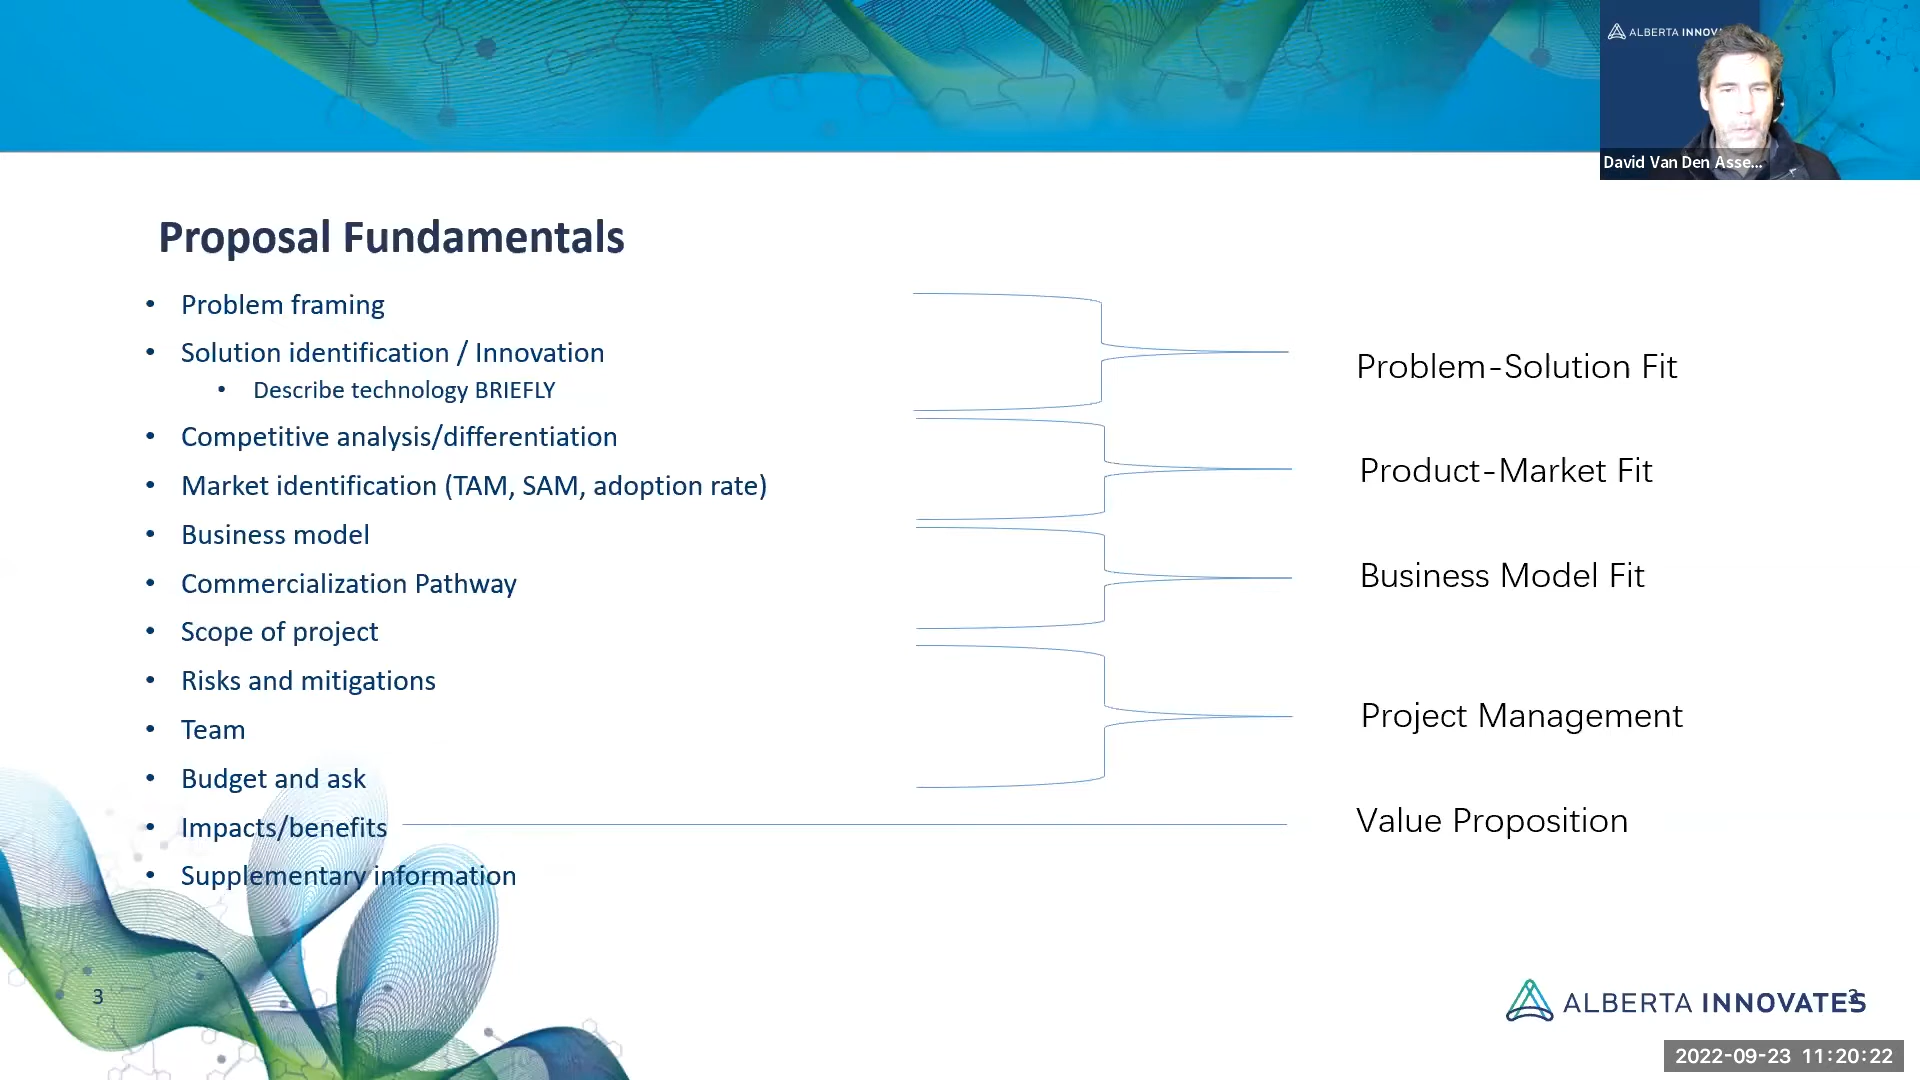 ALBERTA INNOV
David Van Den Asse...
Proposal Fundamentals
• Problem framing
• Solution identification / Innovation
• Describe technology BRIEFLY
• Competitive analysis/differentiation
• Market identification (TAM, SAM, adoption rate)
• Business model
• Commercialization Pathway
• Scope of project
• Risks and mitigations
• Team
• Budget and ask
• Impacts/benefits
• Supplementary information
Problem-Solution Fit
Product-Market Fit
Business Model Fit
Project Management
Value Proposition
3
ALBERTA INNOVATES
3
2022-09-23 11:20:22